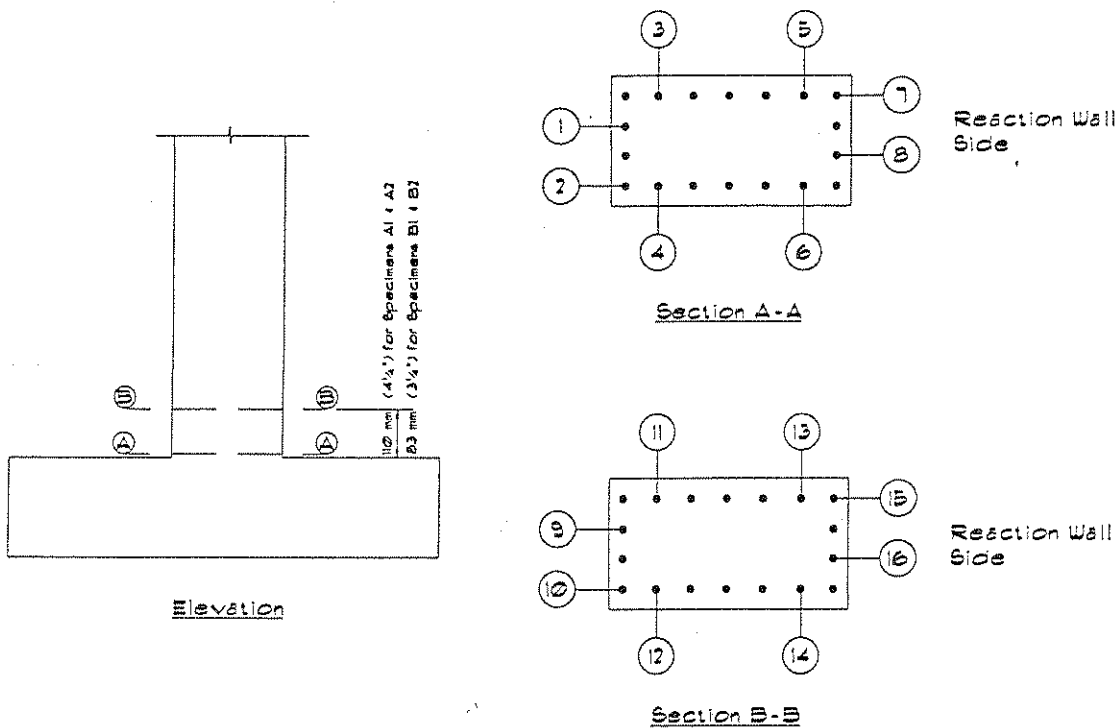 3
5
7
1
8
2
4
6
Reaction Wall
Side
Section A-A
110 mm (4¼") for Specimens A1 & A2
83 mm (3¼") for Specimens B1 & B2
B
B
A
A
Elevation
11
13
15
9
16
10
12
14
Reaction Wall
Side
Section B-B